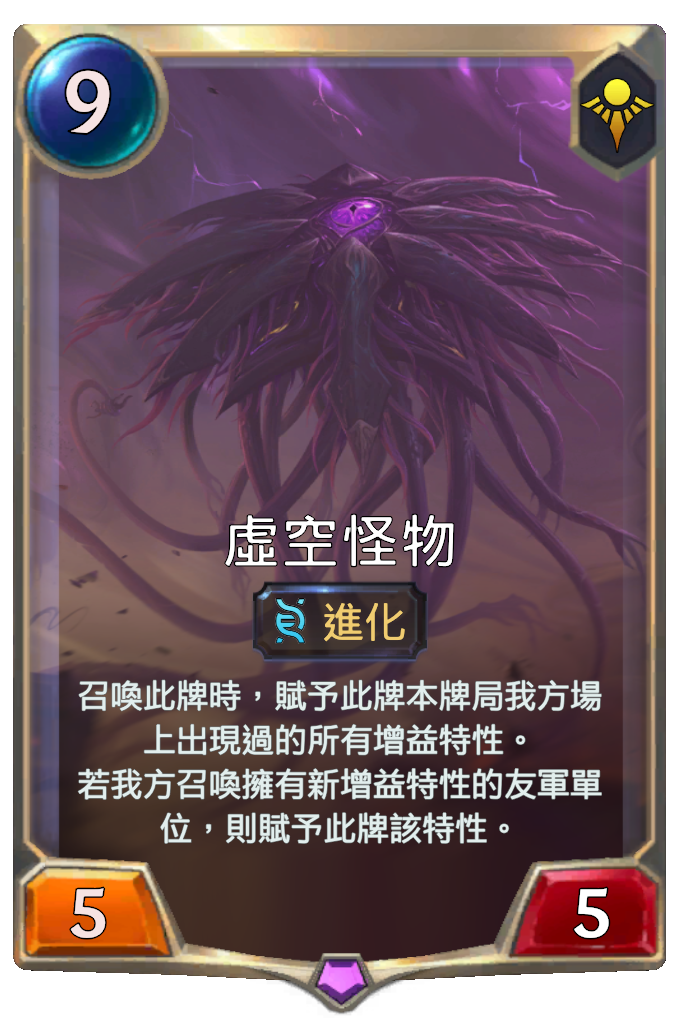 9
虛空怪物
進化
召喚此牌時，賦予此牌本牌局我方場
上出現過的所有增益特性。
若我方召喚擁有新增益特性的友軍單
位，則賦予此牌該特性。
5
5